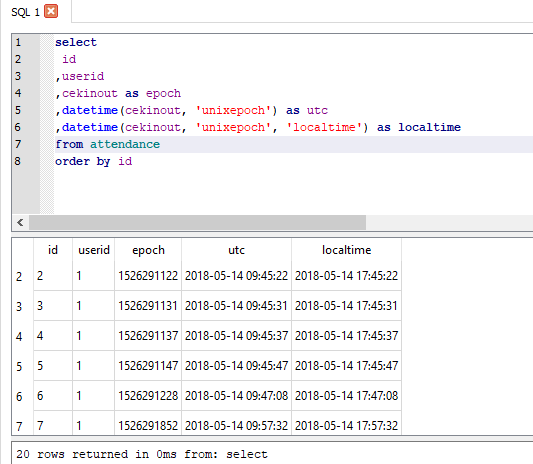 SQL 1
1 select
2 id
3 ,userid
4 ,cekinout as epoch
5 ,datetime(cekinout, 'unixepoch') as utc
6 ,datetime(cekinout, 'unixepoch', 'localtime') as localtime
7 from attendance
8 order by id
id userid epoch utc localtime
2 2 1 1526291122 2018-05-14 09:45:22 2018-05-14 17:45:22
3 3 1 1526291131 2018-05-14 09:45:31 2018-05-14 17:45:31
4 4 1 1526291137 2018-05-14 09:45:37 2018-05-14 17:45:37
5 5 1 1526291147 2018-05-14 09:45:47 2018-05-14 17:45:47
6 6 1 1526291228 2018-05-14 09:47:08 2018-05-14 17:47:08
7 7 1 1526291852 2018-05-14 09:57:32 2018-05-14 17:57:32
20 rows returned in 0ms from: select